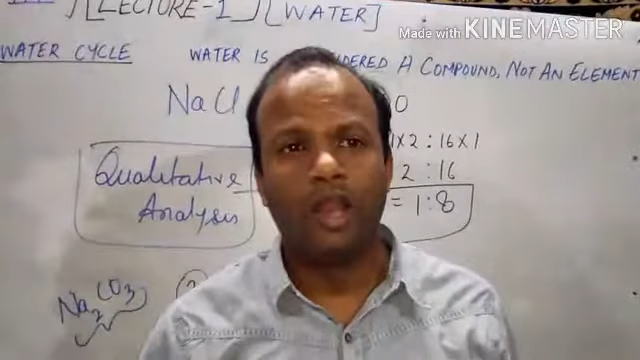 [LECTURE-1] [WATER]
Made with KINEMASTER
WATER CYCLE WATER IS A COMPOUND, NOT AN ELEMENT
NaCl O
1X2 : 16X1
2 : 16
= 1:8
Qualitative
Analysis
Na2CO3